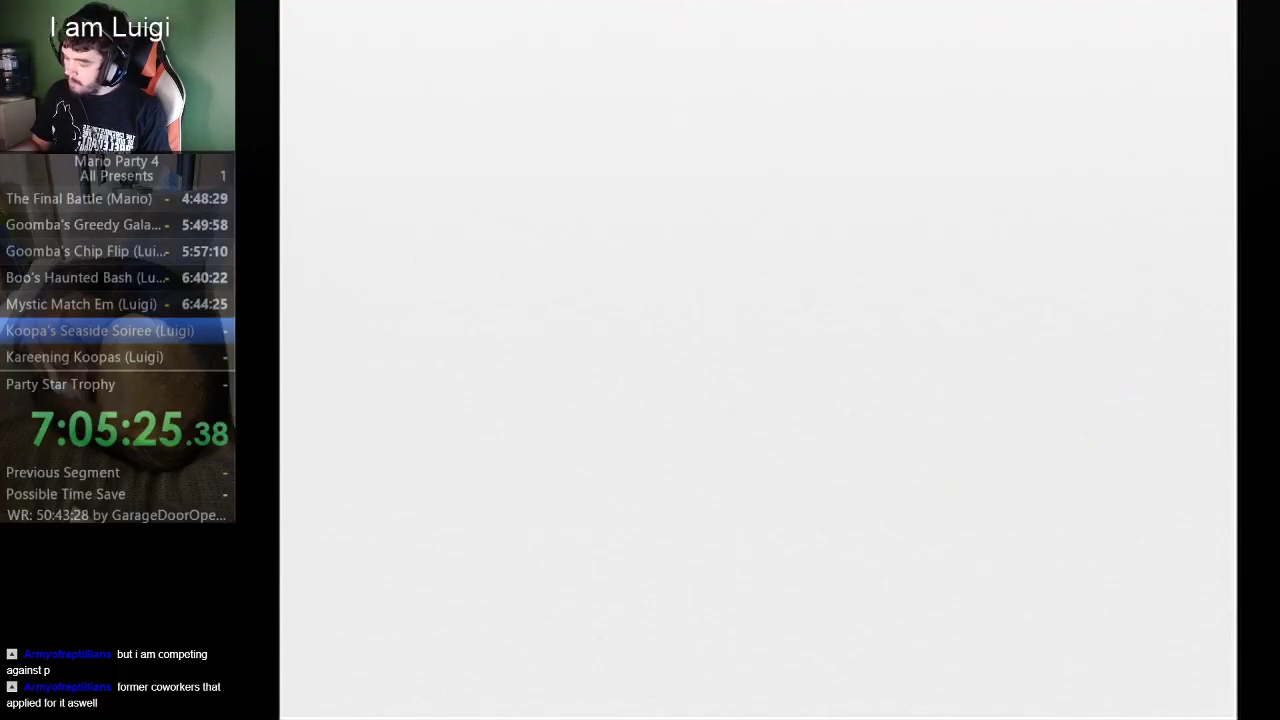 I am Luigi
Mario Party 4
All Presents 1
The Final Battle (Mario) - 4:48:29
Goomba's Greedy Gala... - 5:49:58
Goomba's Chip Flip (Lui... - 5:57:10
Boo's Haunted Bash (Lu... - 6:40:22
Mystic Match Em (Luigi) - 6:44:25
Koopa's Seaside Soiree (Luigi) -
Kareening Koopas (Luigi) -
Party Star Trophy -
7:05:25.38
Previous Segment -
Possible Time Save -
WR: 50:43:28 by GarageDoorOpe...
Armyofreptillians but i am competing
against p
Armyofreptillians former coworkers that
applied for it aswell